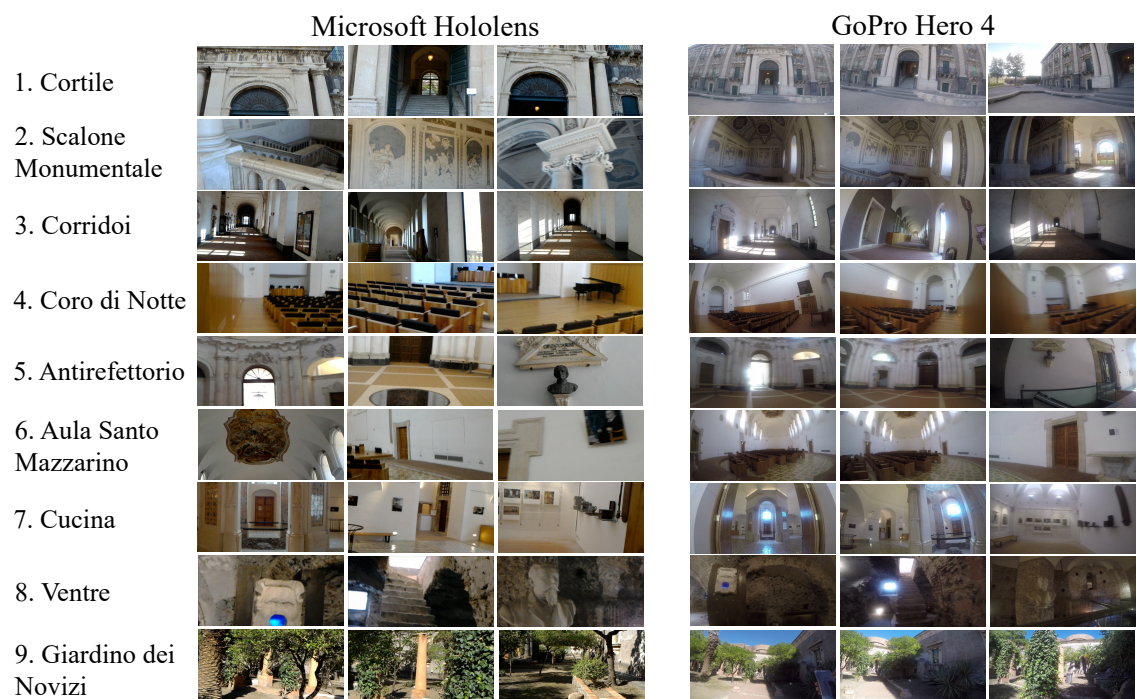 Microsoft Hololens
GoPro Hero 4
1. Cortile
2. Scalone
Monumentale
3. Corridoi
4. Coro di Notte
5. Antirefettorio
6. Aula Santo
Mazzarino
7. Cucina
8. Ventre
9. Giardino dei
Novizi